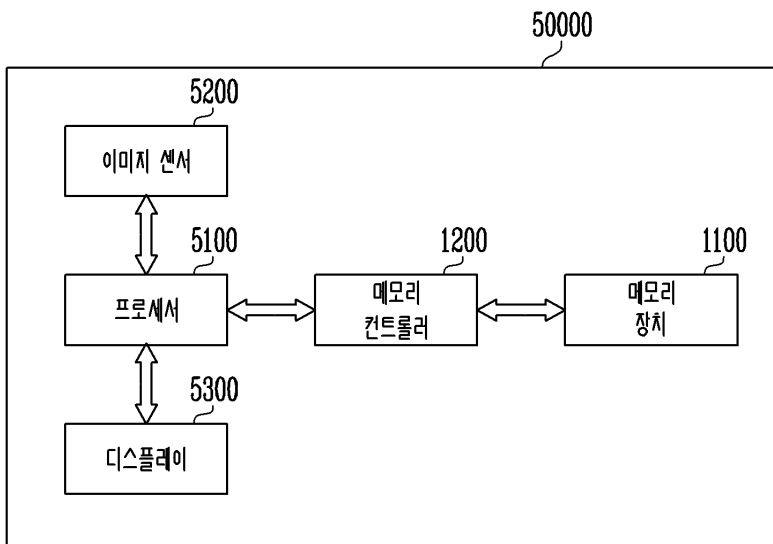 50000
5200
이미지 센서
5100
프로세서
1200
메모리
컨트롤러
1100
메모리
장치
5300
디스플레이